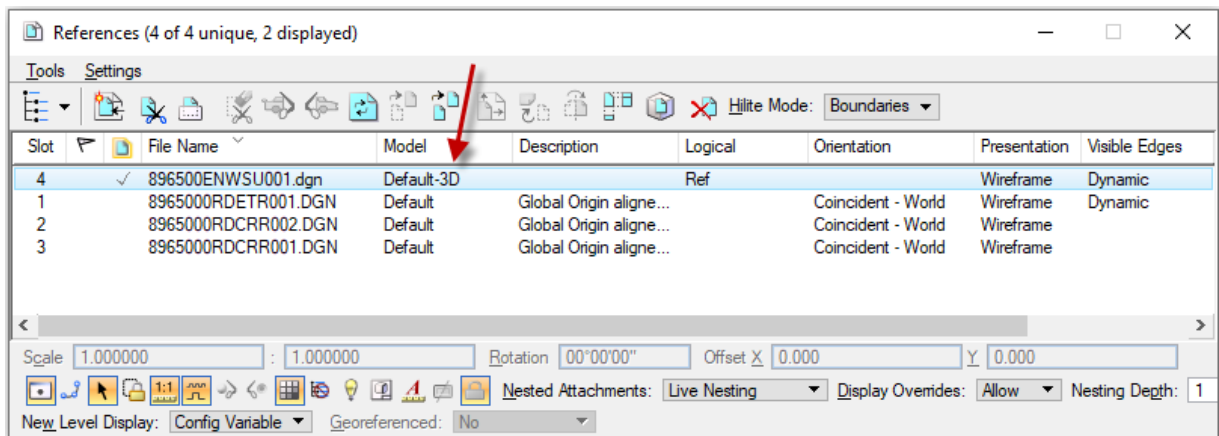 References (4 of 4 unique, 2 displayed)
Tools Settings
Hilite Mode: Boundaries
Slot File Name Model Description Logical Orientation Presentation Visible Edges
4 896500ENWSU001.dgn Default-3D Ref Wireframe Dynamic
1 8965000RDETR001.DGN Default Global Origin aligne... Coincident - World Wireframe Dynamic
2 8965000RDCRR002.DGN Default Global Origin aligne... Coincident - World Wireframe
3 8965000RDCRR001.DGN Default Global Origin aligne... Coincident - World Wireframe
Scale 1.000000 : 1.000000 Rotation 00°00'00" Offset X 0.000 Y 0.000
1:1 Nested Attachments: Live Nesting Display Overrides: Allow Nesting Depth: 1
New Level Display: Config Variable Georeferenced: No